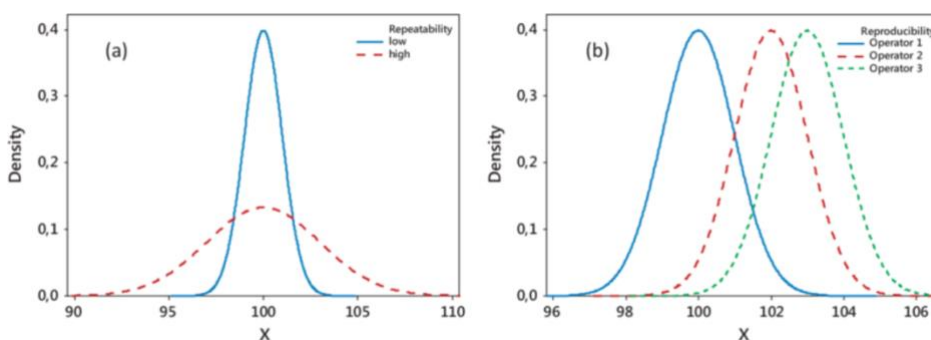 (a)
Repeatability
low
high
Density
0,4
0,3
0,2
0,1
0,0
90
95
100
105
110
X
(b)
Reproducibility
Operator 1
Operator 2
Operator 3
Density
0,4
0,3
0,2
0,1
0,0
96
98
100
102
104
106
X